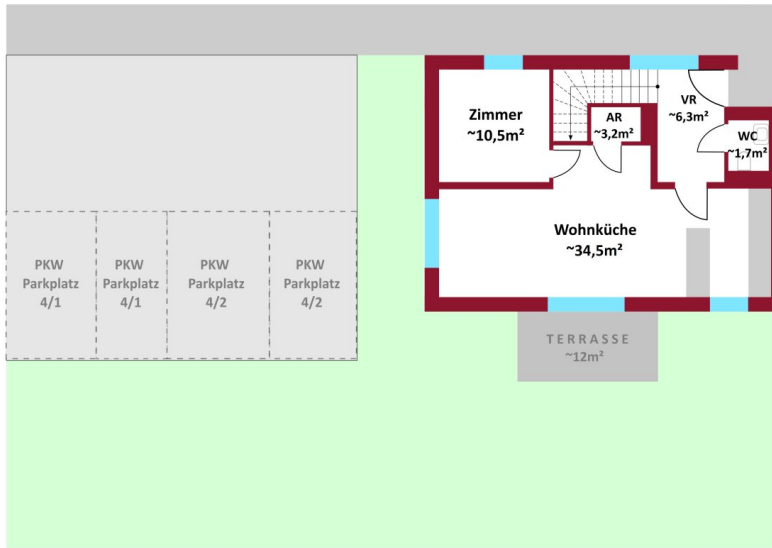 Zimmer
~10,5m²
AR
~3,2m²
VR
~6,3m²
WC
~1,7m²
Wohnküche
~34,5m²
PKW
Parkplatz
4/1
PKW
Parkplatz
4/1
PKW
Parkplatz
4/2
PKW
Parkplatz
4/2
TERRASSE
~12m²